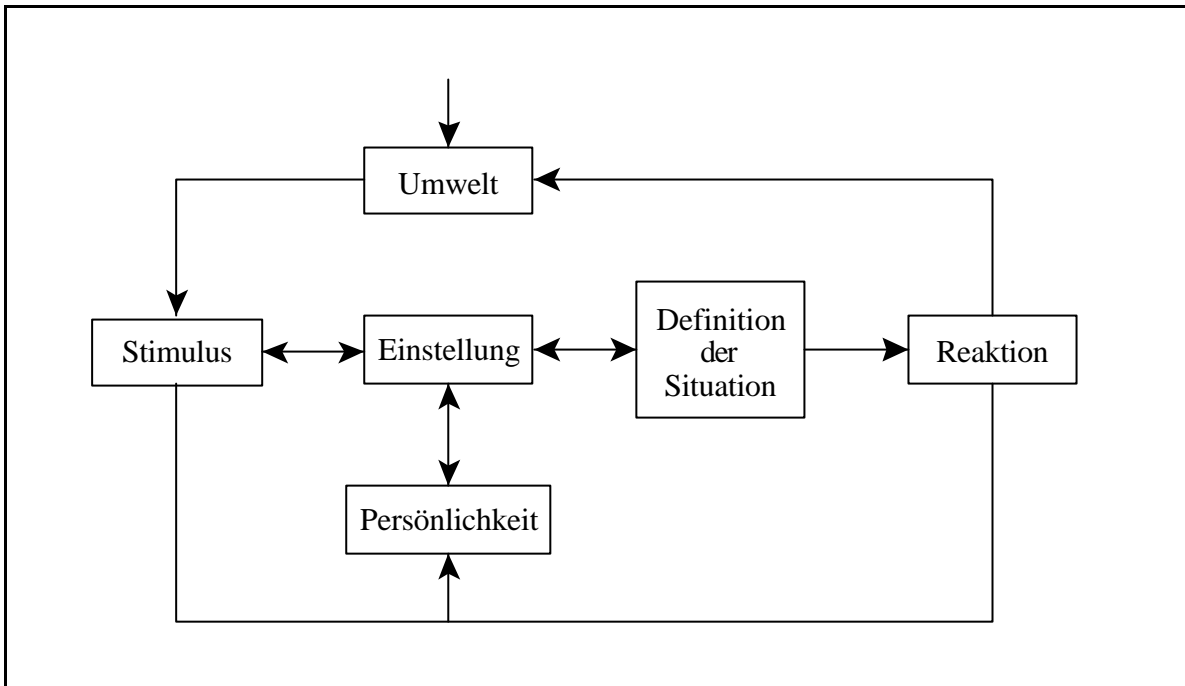 Umwelt
Stimulus
Einstellung
Definition
der
Situation
Reaktion
Persönlichkeit